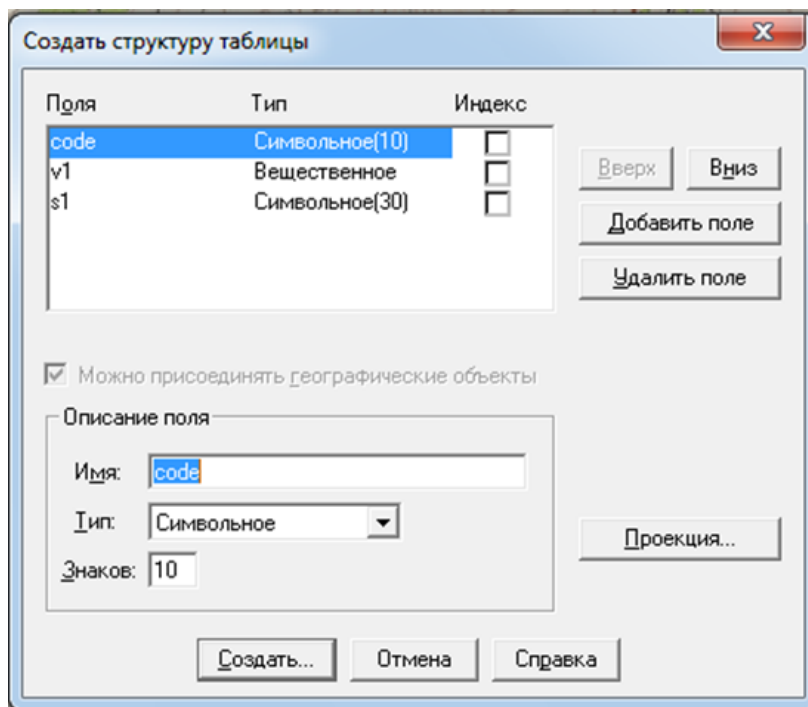 Создать структуру таблицы
Поля Тип Индекс
code Символьное(10)
v1 Вещественное
s1 Символьное(30)
Вверх Вниз
Добавить поле
Удалить поле
Можно присоединять географические объекты
Описание поля
Имя: code
Тип: Символьное
Знаков: 10
Проекция...
Создать... Отмена Справка